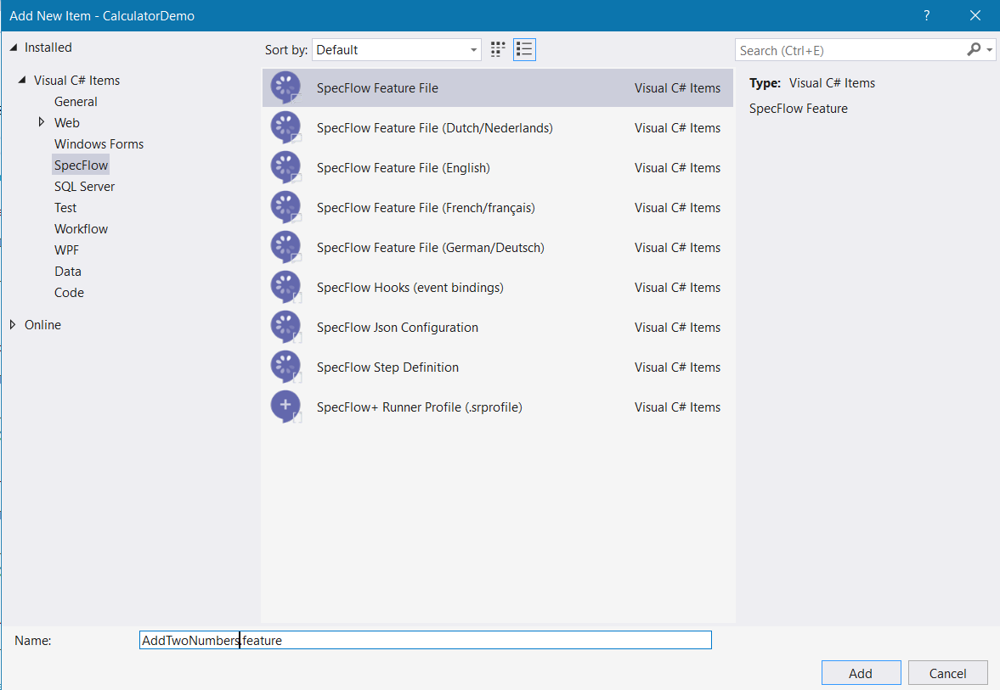 Add New Item - CalculatorDemo
?
Installed
Sort by: Default
Search (Ctrl+E)
Visual C# Items
General
Web
Windows Forms
SpecFlow
SQL Server
Test
Workflow
WPF
Data
Code
Online
SpecFlow Feature File Visual C# Items
SpecFlow Feature File (Dutch/Nederlands) Visual C# Items
SpecFlow Feature File (English) Visual C# Items
SpecFlow Feature File (French/français) Visual C# Items
SpecFlow Feature File (German/Deutsch) Visual C# Items
SpecFlow Hooks (event bindings) Visual C# Items
SpecFlow Json Configuration Visual C# Items
SpecFlow Step Definition Visual C# Items
SpecFlow+ Runner Profile (.srprofile) Visual C# Items
Type: Visual C# Items
SpecFlow Feature
Name: AddTwoNumbers.feature
Add Cancel